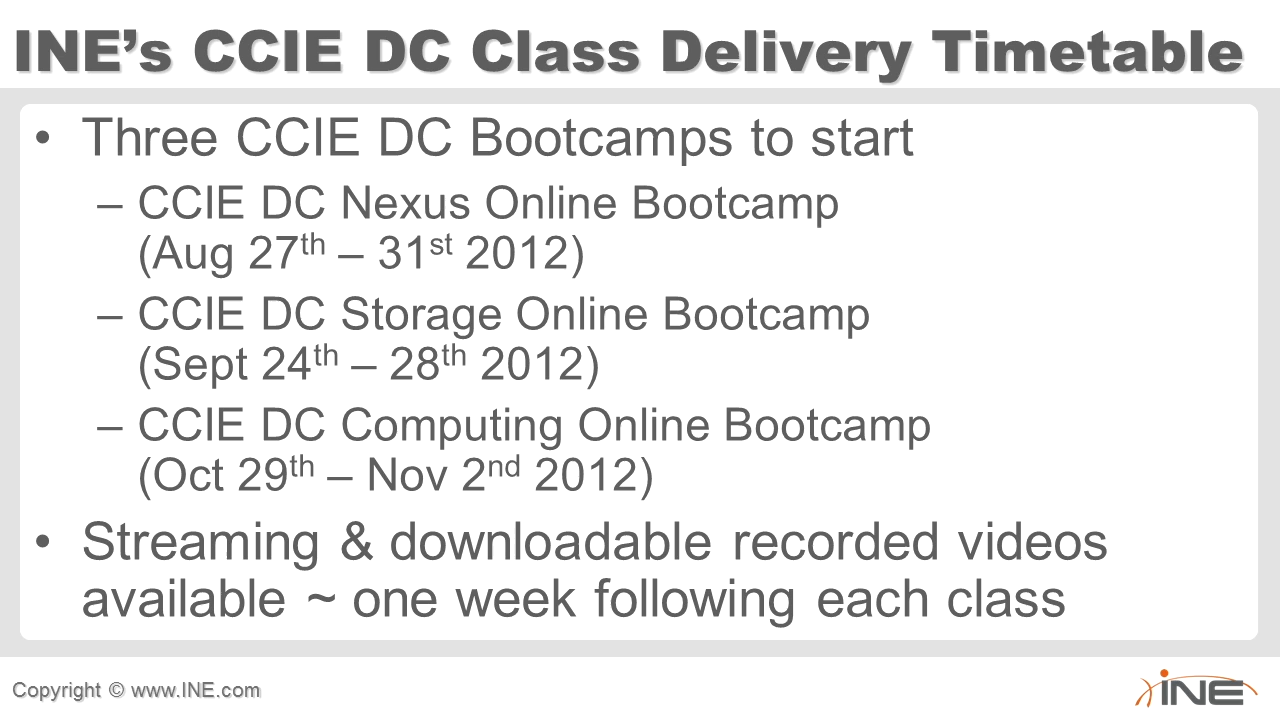 INE’s CCIE DC Class Delivery Timetable
• Three CCIE DC Bootcamps to start
– CCIE DC Nexus Online Bootcamp
(Aug 27th – 31st 2012)
– CCIE DC Storage Online Bootcamp
(Sept 24th – 28th 2012)
– CCIE DC Computing Online Bootcamp
(Oct 29th – Nov 2nd 2012)
• Streaming & downloadable recorded videos
available ~ one week following each class
Copyright © www.INE.com
INE